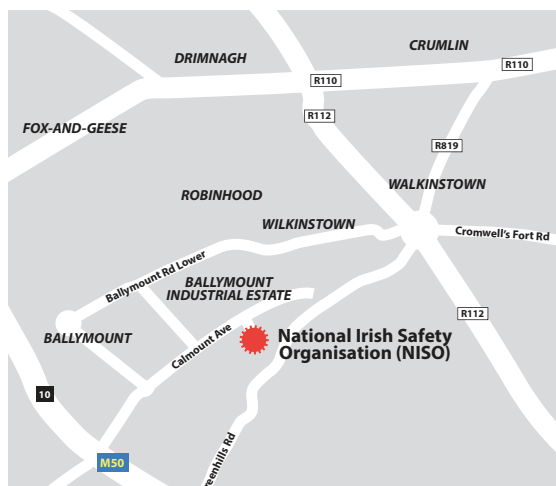 CRUMLIN
DRIMNAGH
R110
R110
R112
FOX-AND-GEESE
R819
WALKINSTOWN
ROBINHOOD
WILKINSTOWN
Cromwell's Fort Rd
Ballymount Rd Lower
BALLYMOUNT
INDUSTRIAL ESTATE
R112
Calmount Ave
BALLYMOUNT
National Irish Safety
Organisation (NISO)
10
M50
Rd